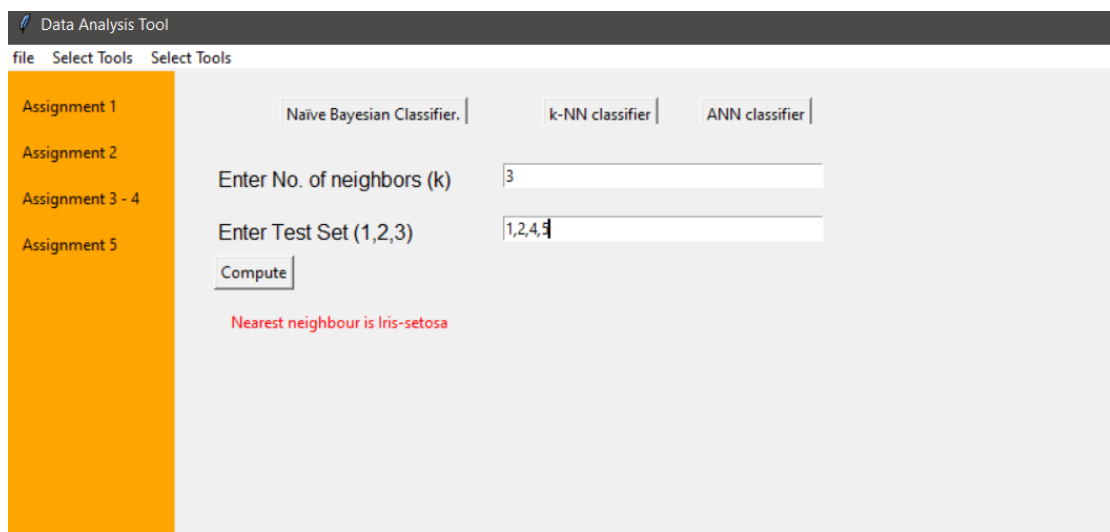 Data Analysis Tool
file Select Tools Select Tools
Assignment 1
Assignment 2
Assignment 3 - 4
Assignment 5
Naïve Bayesian Classifier. k-NN classifier ANN classifier
Enter No. of neighbors (k) 3
Enter Test Set (1,2,3) 1,2,4,5
Compute
Nearest neighbour is Iris-setosa